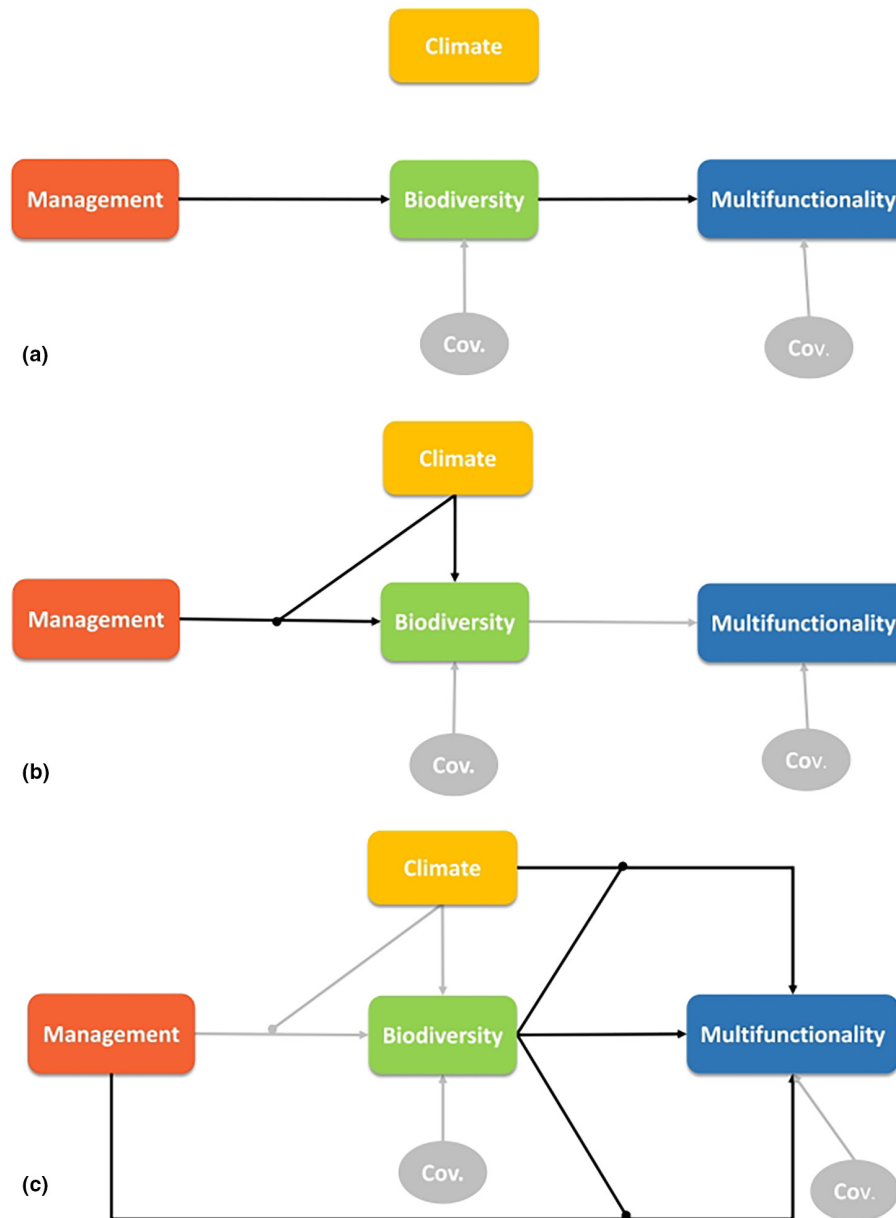 Climate
Management Biodiversity Multifunctionality
Cov. Cov.
(a)
Climate
Management Biodiversity Multifunctionality
Cov. Cov.
(b)
Climate
Management Biodiversity Multifunctionality
Cov. Cov.
(c)